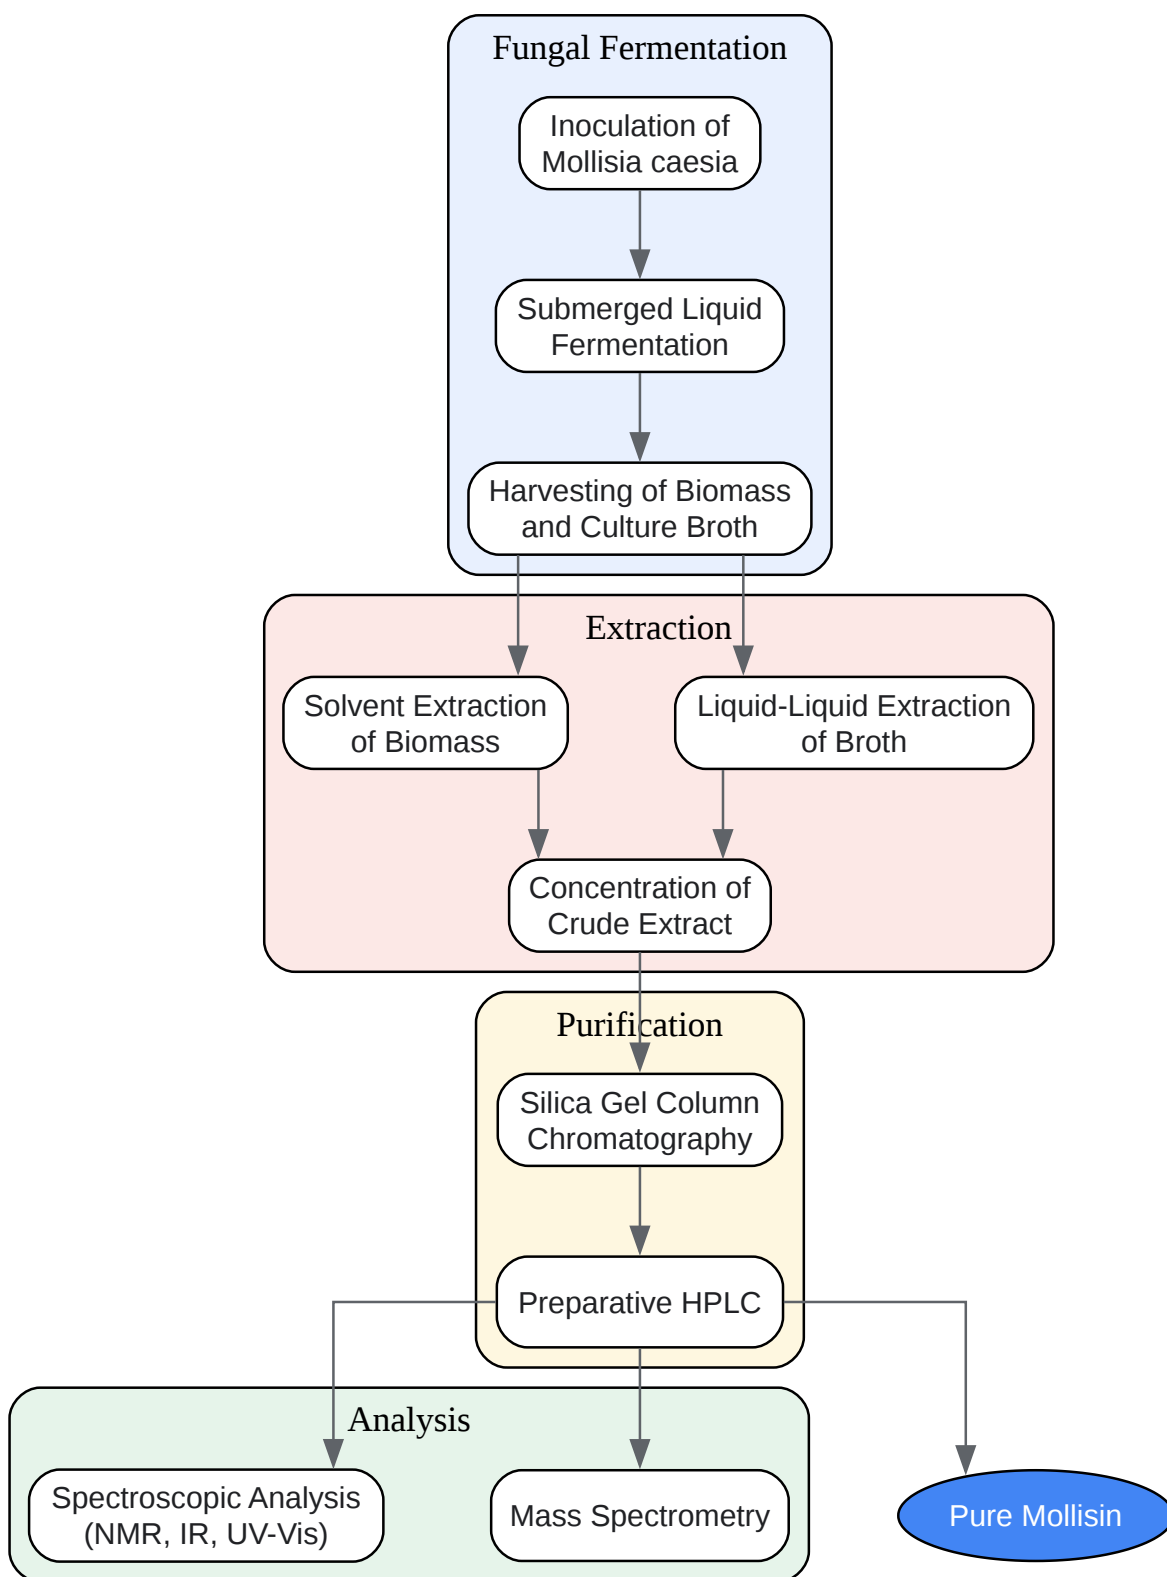 Fungal Fermentation
Inoculation of
Mollisia caesia
Submerged Liquid
Fermentation
Harvesting of Biomass
and Culture Broth
Extraction
Solvent Extraction
of Biomass
Liquid-Liquid Extraction
of Broth
Concentration of
Crude Extract
Purification
Silica Gel Column
Chromatography
Preparative HPLC
Analysis
Spectroscopic Analysis
(NMR, IR, UV-Vis)
Mass Spectrometry
Pure Mollisin